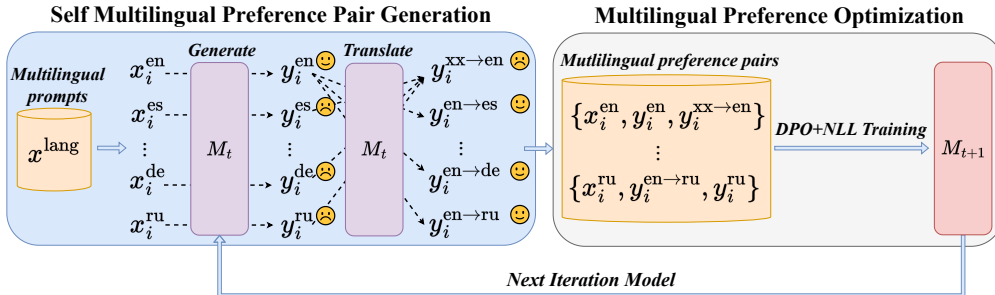 Self Multilingual Preference Pair Generation
Multilingual Preference Optimization
Multilingual prompts
x^lang
Generate
Translate
x_i^en
x_i^es
⋮
x_i^de
x_i^ru
M_t
y_i^en
y_i^es
⋮
y_i^de
y_i^ru
M_t
y_i^xx→en
y_i^en→es
⋮
y_i^en→de
y_i^en→ru
Mutlilingual preference pairs
{x_i^en, y_i^en, y_i^xx→en}
⋮
{x_i^ru, y_i^en→ru, y_i^ru}
DPO+NLL Training
M_t+1
Next Iteration Model